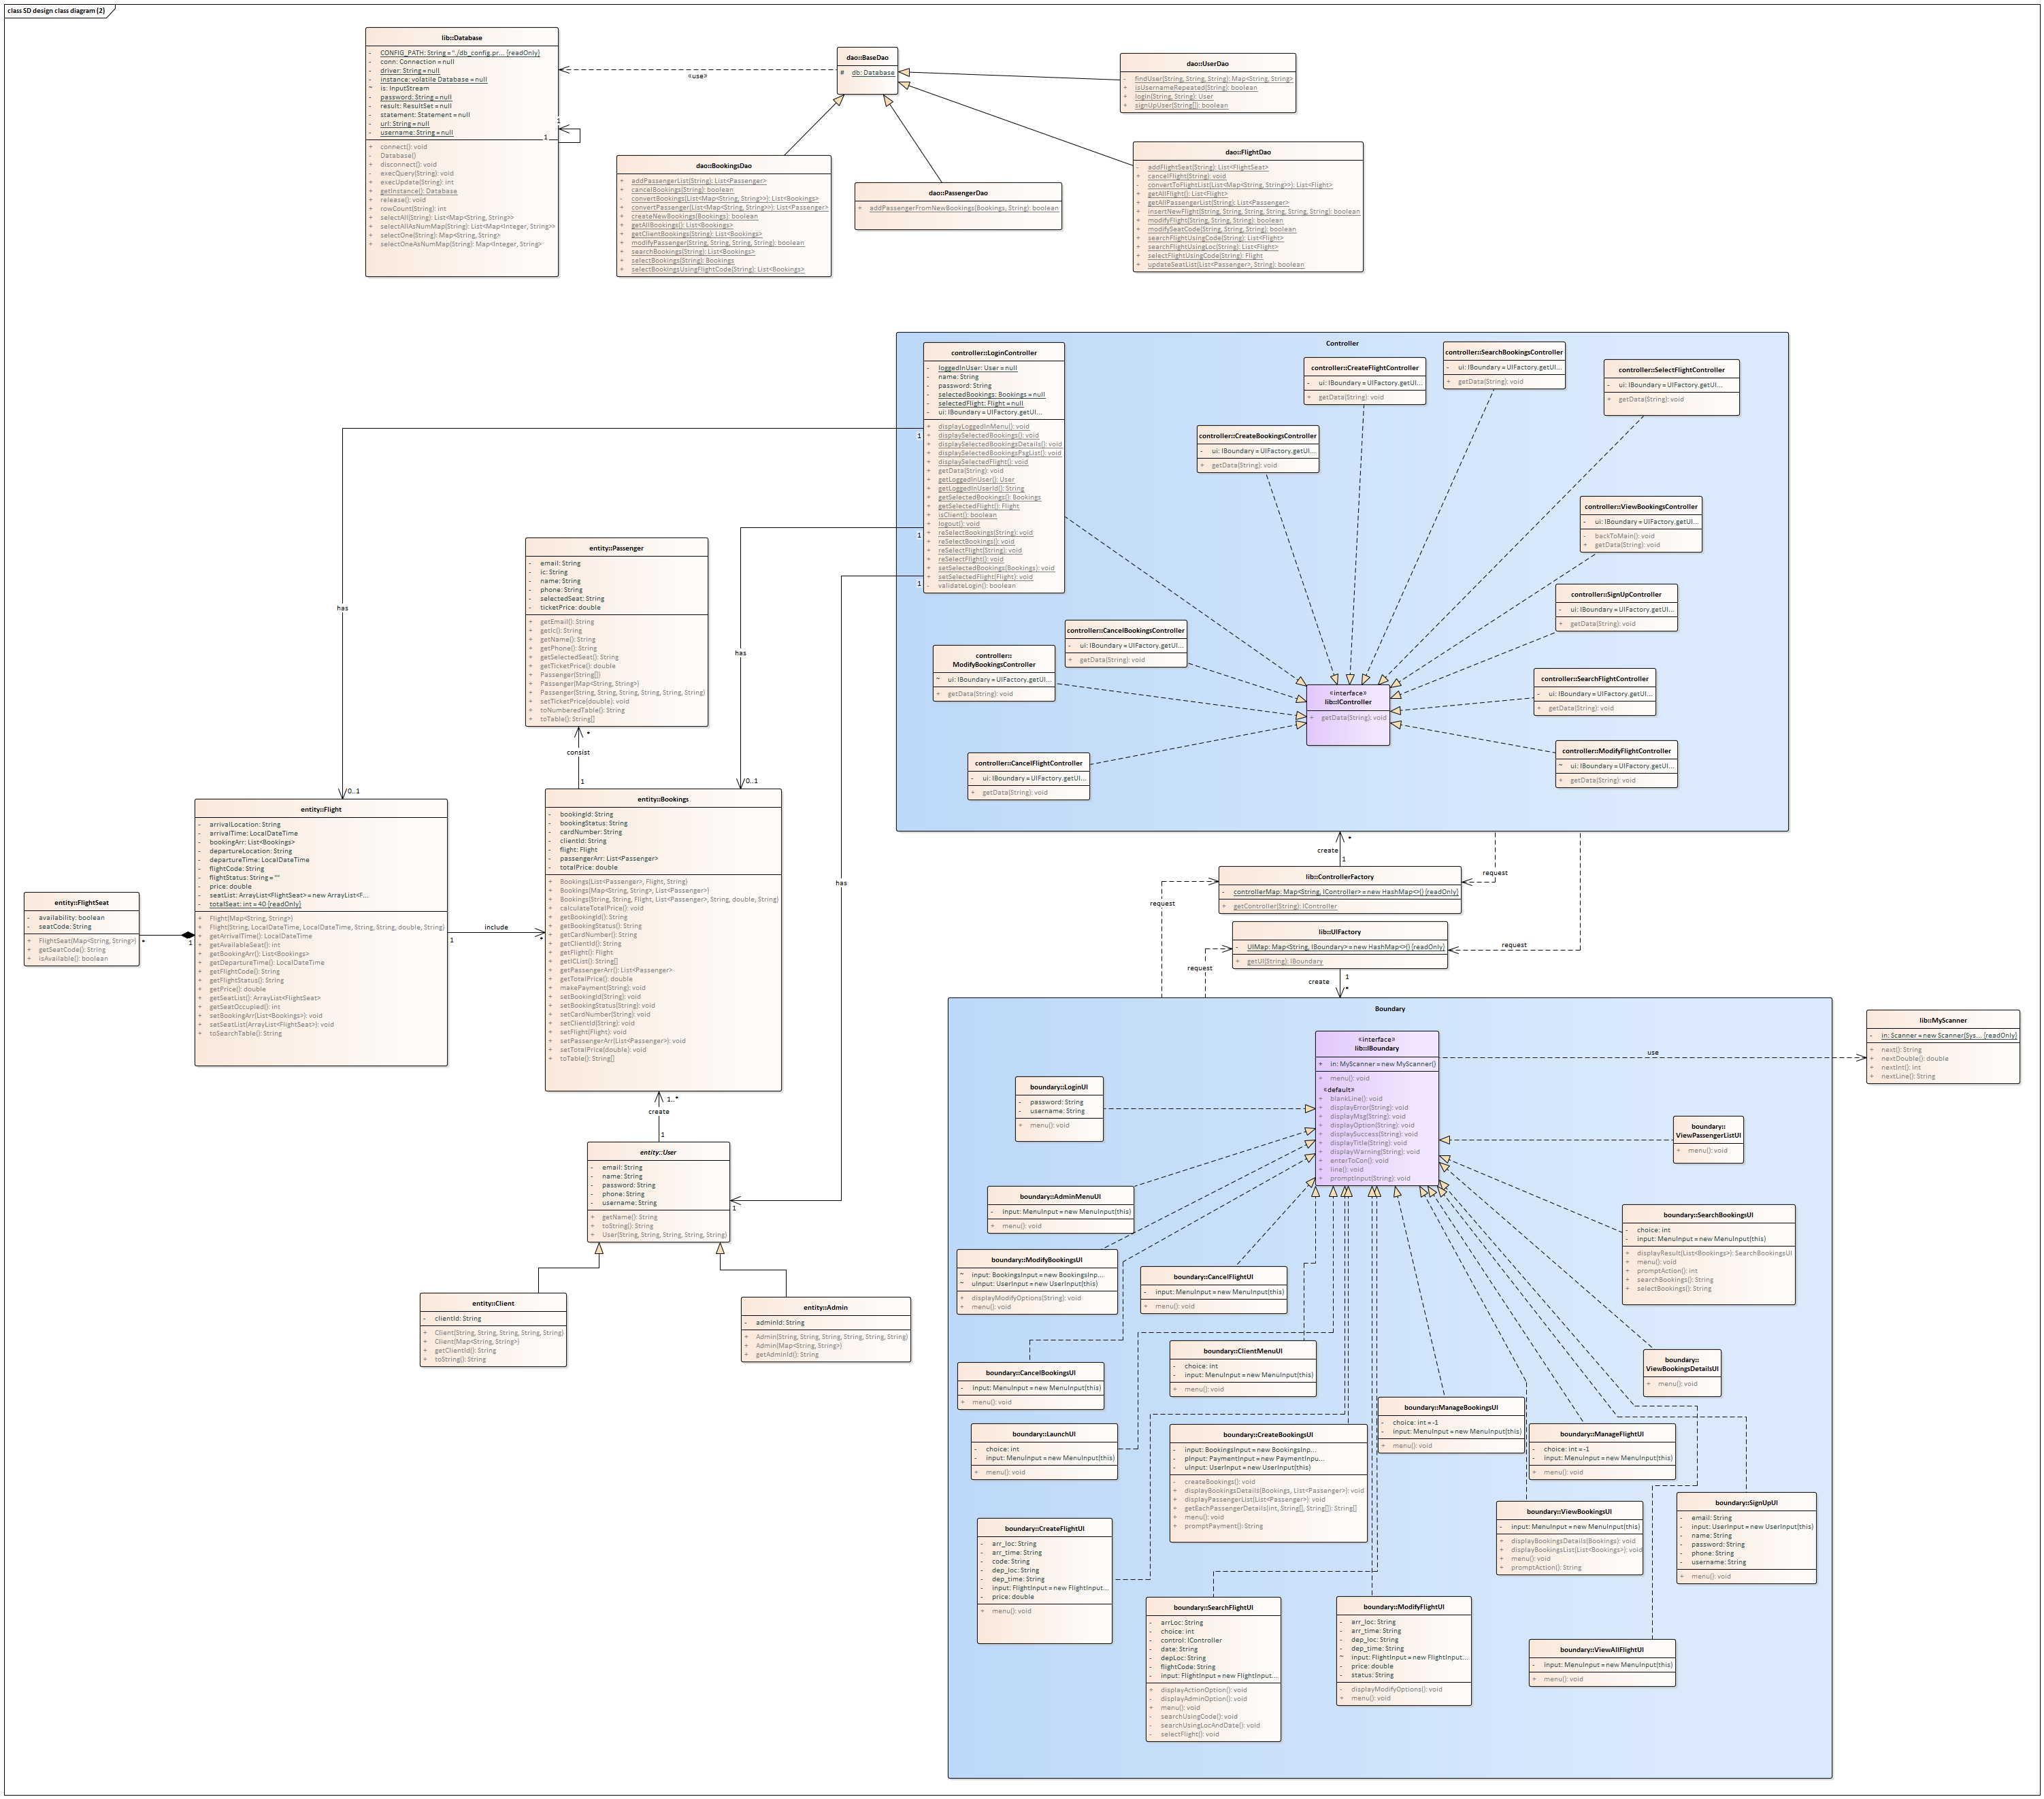 class SD design class diagram (2)
lib::Database
- CONFIG_PATH: String = "./db_config.pr... {readOnly}
- conn: Connection = null
- driver: String = null
- instance: volatile Database = null
~ is: InputStream
- password: String = null
- result: ResultSet = null
- statement: Statement = null
- url: String = null
- username: String = null
+ connect(): void
- Database()
+ disconnect(): void
- execQuery(String): void
+ execUpdate(String): int
+ getInstance(): Database
+ release(): void
+ rowCount(String): int
+ selectAll(String): List<Map<String, String>>
+ selectAllAsNumMap(String): List<Map<Integer, String>>
+ selectOne(String): Map<String, String>
+ selectOneAsNumMap(String): Map<Integer, String>
1
1
«use»
dao::BaseDao
# db: Database
dao::UserDao
- findUser(String, String, String): Map<String, String>
+ isUsernameRepeated(String): boolean
+ login(String, String): User
+ signUpUser(String[]): boolean
dao::BookingsDao
+ addPassengerList(String): List<Passenger>
+ cancelBookings(String): boolean
- convertBookings(List<Map<String, String>>): List<Bookings>
+ convertPassenger(List<Map<String, String>>): List<Passenger>
+ createNewBookings(Bookings): boolean
+ getAllBookings(): List<Bookings>
+ getClientBookings(String): List<Bookings>
+ modifyPassenger(String, String, String, String): boolean
+ searchBookings(String): List<Bookings>
+ selectBookings(String): Bookings
+ selectBookingsUsingFlightCode(String): List<Bookings>
dao::PassengerDao
+ addPassengerFromNewBookings(Bookings, String): boolean
dao::FlightDao
- addFlightSeat(String): List<FlightSeat>
+ cancelFlight(String): void
- convertToFlightList(List<Map<String, String>>): List<Flight>
+ getAllFlight(): List<Flight>
+ getAllPassengerList(String): List<Passenger>
+ insertNewFlight(String, String, String, String, String, String): boolean
+ modifyFlight(String, String, String): boolean
+ modifySeatCode(String, String, String): boolean
+ searchFlightUsingCode(String): List<Flight>
+ searchFlightUsingLoc(String): List<Flight>
+ selectFlightUsingCode(String): Flight
+ updateSeatList(List<Passenger>, String): boolean
Controller
controller::LoginController
- loggedInUser: User = null
- name: String
- password: String
- selectedBookings: Bookings = null
- selectedFlight: Flight = null
- ui: IBoundary = UIFactory.getUI...
+ displayLoggedInMenu(): void
+ displaySelectedBookings(): void
+ displaySelectedBookingsDetails(): void
+ displaySelectedBookingsPsgList(): void
+ displaySelectedFlight(): void
+ getData(String): void
+ getLoggedInUser(): User
+ getLoggedInUserId(): String
+ getSelectedBookings(): Bookings
+ getSelectedFlight(): Flight
+ isClient(): boolean
+ logout(): void
+ reSelectBookings(String): void
+ reSelectBookings(): void
+ reSelectFlight(String): void
+ reSelectFlight(): void
+ setSelectedBookings(Bookings): void
+ setSelectedFlight(Flight): void
- validateLogin(): boolean
1
1
1
has
has
has
controller::CreateFlightController
- ui: IBoundary = UIFactory.getUI...
+ getData(String): void
controller::SearchBookingsController
- ui: IBoundary = UIFactory.getUI...
+ getData(String): void
controller::SelectFlightController
- ui: IBoundary = UIFactory.getUI...
+ getData(String): void
controller::CreateBookingsController
- ui: IBoundary = UIFactory.getUI...
+ getData(String): void
controller::ViewBookingsController
- ui: IBoundary = UIFactory.getUI...
- backToMain(): void
+ getData(String): void
controller::SignUpController
- ui: IBoundary = UIFactory.getUI...
+ getData(String): void
controller::CancelBookingsController
- ui: IBoundary = UIFactory.getUI...
+ getData(String): void
controller::
ModifyBookingsController
~ ui: IBoundary = UIFactory.getUI...
+ getData(String): void
controller::SearchFlightController
- ui: IBoundary = UIFactory.getUI...
+ getData(String): void
«interface»
lib::IController
+ getData(String): void
controller::CancelFlightController
- ui: IBoundary = UIFactory.getUI...
+ getData(String): void
controller::ModifyFlightController
~ ui: IBoundary = UIFactory.getUI...
+ getData(String): void
entity::Passenger
- email: String
- ic: String
- name: String
- phone: String
- selectedSeat: String
- ticketPrice: double
+ getEmail(): String
+ getIc(): String
+ getName(): String
+ getPhone(): String
+ getSelectedSeat(): String
+ getTicketPrice(): double
+ Passenger(String[])
+ Passenger(Map<String, String>)
+ Passenger(String, String, String, String, String, String)
+ setTicketPrice(double): void
+ toNumberedTable(): String
+ toTable(): String[]
*
consist
1
0..1
0..1
entity::Flight
- arrivalLocation: String
- arrivalTime: LocalDateTime
- bookingArr: List<Bookings>
- departureLocation: String
- departureTime: LocalDateTime
- flightCode: String
- flightStatus: String = ""
- price: double
- seatList: ArrayList<FlightSeat> = new ArrayList<F...
- totalSeat: int = 40 {readOnly}
+ Flight(Map<String, String>)
+ Flight(String, LocalDateTime, LocalDateTime, String, String, double, String)
+ getArrivalTime(): LocalDateTime
+ getAvailableSeat(): int
+ getBookingArr(): List<Bookings>
+ getDepartureTime(): LocalDateTime
+ getFlightCode(): String
+ getFlightStatus(): String
+ getPrice(): double
+ getSeatList(): ArrayList<FlightSeat>
+ getSeatOccupied(): int
+ setBookingArr(List<Bookings>): void
+ setSeatList(ArrayList<FlightSeat>): void
+ toSearchTable(): String
entity::FlightSeat
- availability: boolean
- seatCode: String
+ FlightSeat(Map<String, String>)
+ getSeatCode(): String
+ isAvailable(): boolean
*
1
1
include
*
entity::Bookings
- bookingId: String
- bookingStatus: String
- cardNumber: String
- clientId: String
- flight: Flight
- passengerArr: List<Passenger>
- totalPrice: double
+ Bookings(List<Passenger>, Flight, String)
+ Bookings(Map<String, String>, List<Passenger>)
+ Bookings(String, String, Flight, List<Passenger>, String, double, String)
+ calculateTotalPrice(): void
+ getBookingId(): String
+ getBookingStatus(): String
+ getCardNumber(): String
+ getClientId(): String
+ getFlight(): Flight
+ getICList(): String[]
+ getPassengerArr(): List<Passenger>
+ getTotalPrice(): double
+ makePayment(String): void
+ setBookingId(String): void
+ setBookingStatus(String): void
+ setCardNumber(String): void
+ setClientId(String): void
+ setFlight(Flight): void
+ setPassengerArr(List<Passenger>): void
+ setTotalPrice(double): void
+ toTable(): String[]
1..*
create
1
entity::User
- email: String
- name: String
- password: String
- phone: String
- username: String
+ getName(): String
+ toString(): String
+ User(String, String, String, String, String)
1
entity::Client
- clientId: String
+ Client(String, String, String, String, String)
+ Client(Map<String, String>)
+ getClientId(): String
+ toString(): String
entity::Admin
- adminId: String
+ Admin(String, String, String, String, String, String)
+ Admin(Map<String, String>)
+ getAdminId(): String
*
create
1
lib::ControllerFactory
- controllerMap: Map<String, IController> = new HashMap<>() {readOnly}
+ getController(String): IController
lib::UIFactory
- UIMap: Map<String, IBoundary> = new HashMap<>() {readOnly}
+ getUI(String): IBoundary
request
request
request
request
1
create
*
Boundary
«interface»
lib::IBoundary
+ in: MyScanner = new MyScanner()
+ menu(): void
«default»
+ blankLine(): void
+ displayError(String): void
+ displayMsg(String): void
+ displayOption(String): void
+ displaySuccess(String): void
+ displayTitle(String): void
+ displayWarning(String): void
+ enterToCon(): void
+ line(): void
+ promptInput(String): void
use
lib::MyScanner
- in: Scanner = new Scanner(Sys... {readOnly}
+ next(): String
+ nextDouble(): double
+ nextInt(): int
+ nextLine(): String
boundary::LoginUI
- password: String
- username: String
+ menu(): void
boundary::
ViewPassengerListUI
+ menu(): void
boundary::AdminMenuUI
- input: MenuInput = new MenuInput(this)
+ menu(): void
boundary::SearchBookingsUI
- choice: int
- input: MenuInput = new MenuInput(this)
+ displayResult(List<Bookings>): SearchBookingsUI
+ menu(): void
+ promptAction(): int
+ searchBookings(): String
+ selectBookings(): String
boundary::ModifyBookingsUI
~ input: BookingsInput = new BookingsInp...
~ uInput: UserInput = new UserInput(this)
+ displayModifyOptions(String): void
+ menu(): void
boundary::CancelFlightUI
- input: MenuInput = new MenuInput(this)
+ menu(): void
boundary::CancelBookingsUI
- input: MenuInput = new MenuInput(this)
+ menu(): void
boundary::ClientMenuUI
- choice: int
- input: MenuInput = new MenuInput(this)
+ menu(): void
boundary::
ViewBookingsDetailsUI
+ menu(): void
boundary::ManageBookingsUI
- choice: int = -1
- input: MenuInput = new MenuInput(this)
+ menu(): void
boundary::LaunchUI
- choice: int
- input: MenuInput = new MenuInput(this)
+ menu(): void
boundary::CreateBookingsUI
- input: BookingsInput = new BookingsInp...
- pInput: PaymentInput = new PaymentInpu...
- uInput: UserInput = new UserInput(this)
- createBookings(): void
+ displayBookingsDetails(Bookings, List<Passenger>): void
+ displayPassengerList(List<Passenger>): void
+ getEachPassengerDetails(int, String[], String[]): String[]
+ menu(): void
+ promptPayment(): String
boundary::ManageFlightUI
- choice: int = -1
- input: MenuInput = new MenuInput(this)
+ menu(): void
boundary::CreateFlightUI
- arr_loc: String
- arr_time: String
- code: String
- dep_loc: String
- dep_time: String
- input: FlightInput = new FlightInput...
- price: double
+ menu(): void
boundary::ViewBookingsUI
- input: MenuInput = new MenuInput(this)
+ displayBookingsDetails(Bookings): void
+ displayBookingsList(List<Bookings>): void
+ menu(): void
+ promptAction(): String
boundary::SignUpUI
- email: String
- input: UserInput = new UserInput(this)
- name: String
- password: String
- phone: String
- username: String
+ menu(): void
boundary::SearchFlightUI
- arrLoc: String
- choice: int
- control: IController
- date: String
- depLoc: String
- flightCode: String
- input: FlightInput = new FlightInput...
+ displayActionOption(): void
- displayAdminOption(): void
+ menu(): void
- searchUsingCode(): void
- searchUsingLocAndDate(): void
- selectFlight(): void
boundary::ModifyFlightUI
- arr_loc: String
- arr_time: String
- dep_loc: String
- dep_time: String
~ input: FlightInput = new FlightInput...
- price: double
- status: String
- displayModifyOptions(): void
+ menu(): void
boundary::ViewAllFlightUI
- input: MenuInput = new MenuInput(this)
+ menu(): void